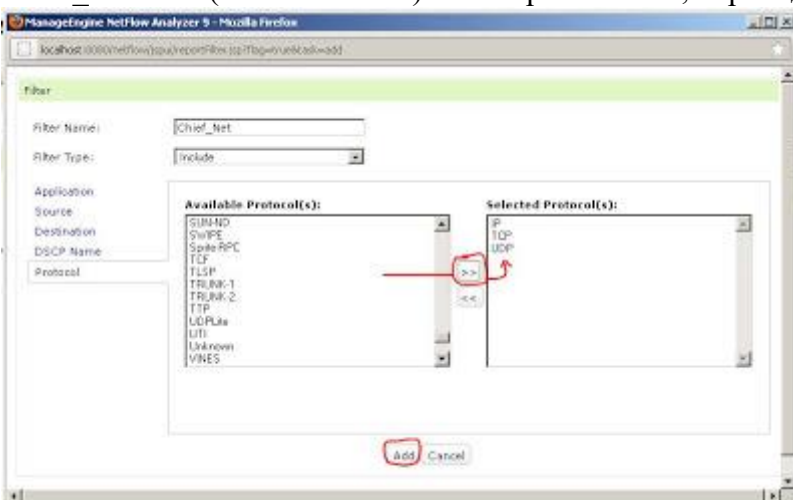 ManageEngine NetFlow Analyzer 9 - Mozilla Firefox
Filter
Filter Name: Chief_Net
Filter Type: Include
Application
Source
Destination
DSCP Name
Protocol
Available Protocol(s):
SUN-ND
SWIPE
Sprite RPC
TCF
TLSP
TRUNK-1
TRUNK-2
TTP
UDPLite
UTI
Unknown
VINES
>>
<<
Selected Protocol(s):
IP
TCP
UDP
Add Cancel